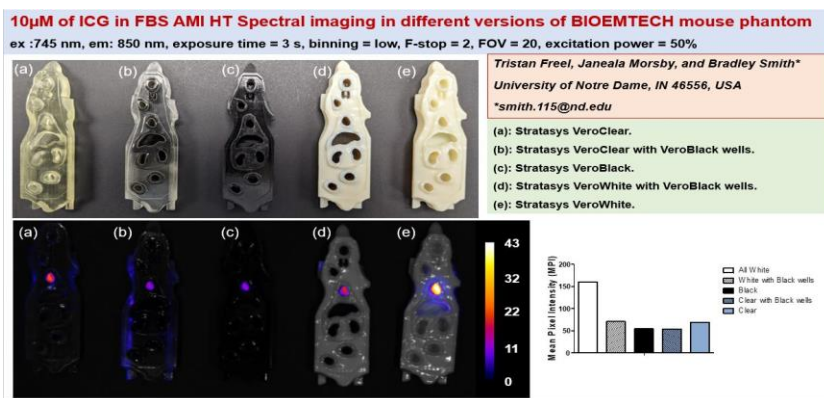 10µM of ICG in FBS AMI HT Spectral imaging in different versions of BIOEMTECH mouse phantom
ex :745 nm, em: 850 nm, exposure time = 3 s, binning = low, F-stop = 2, FOV = 20, excitation power = 50%
(a)
(b)
(c)
(d)
(e)
Tristan Freel, Janeala Morsby, and Bradley Smith*
University of Notre Dame, IN 46556, USA
*smith.115@nd.edu
(a): Stratasys VeroClear.
(b): Stratasys VeroClear with VeroBlack wells.
(c): Stratasys VeroBlack.
(d): Stratasys VeroWhite with VeroBlack wells.
(e): Stratasys VeroWhite.
(a)
(b)
(c)
(d)
(e)
43
32
22
11
0
Mean Pixel Intensity (MPI)
200
150
100
50
0
All White
White with Black wells
Black
Clear with Black wells
Clear